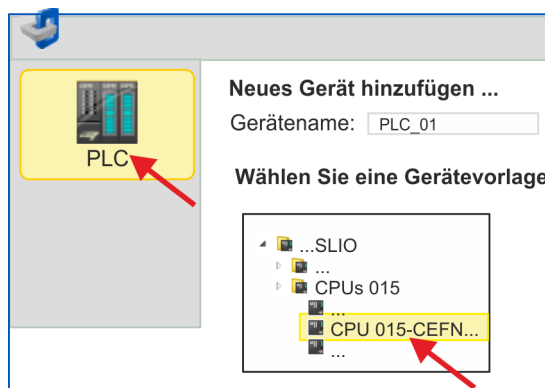 PLC
Neues Gerät hinzufügen ...
Gerätename: PLC_01
Wählen Sie eine Gerätevorlage
...SLIO
...
CPUs 015
...
CPU 015-CEFN...
...